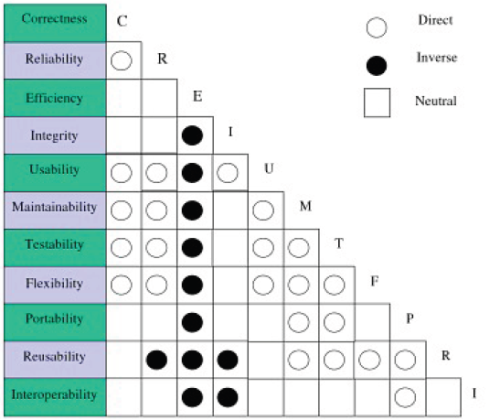 Correctness C
Reliability R
Efficiency E
Integrity I
Usability U
Maintainability M
Testability T
Flexibility F
Portability P
Reusability R
Interoperability I
Direct
Inverse
Neutral